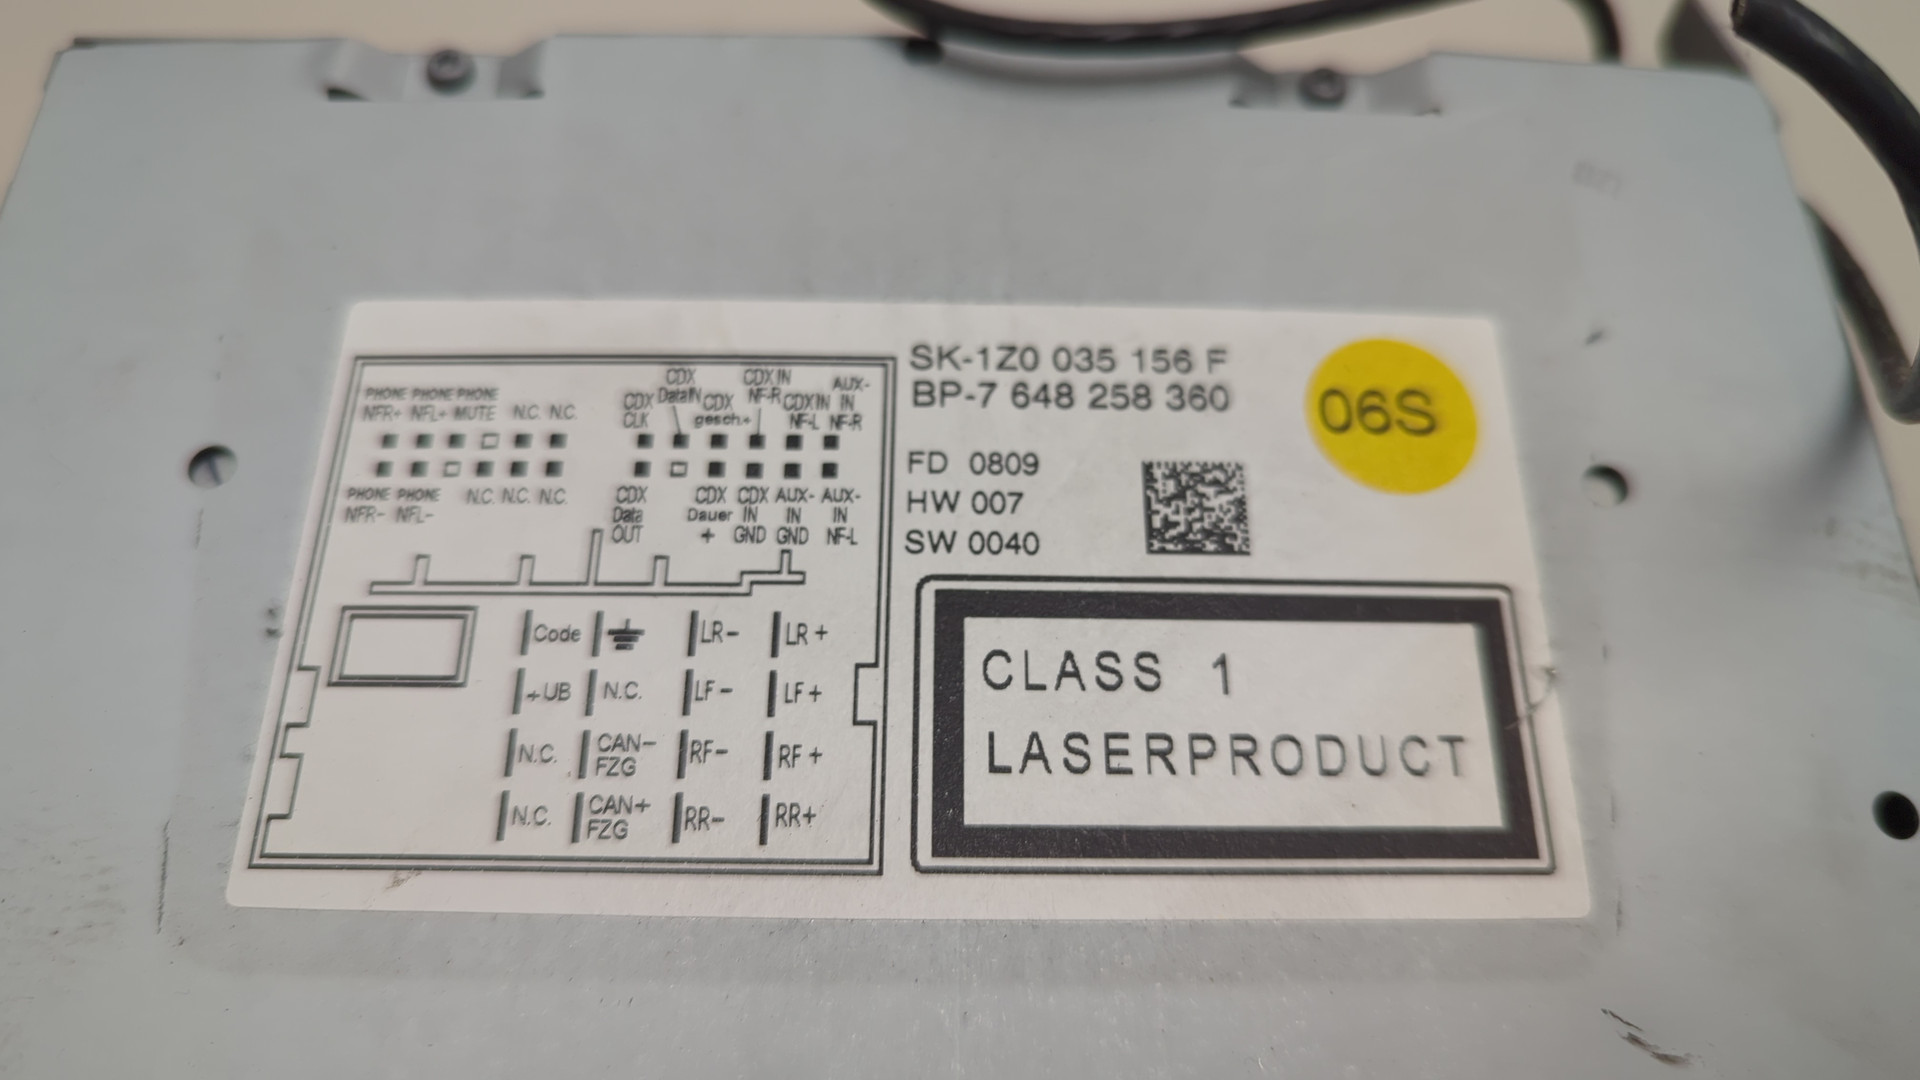 SK-1Z0 035 156 F
BP-7 648 258 360
06S
FD 0809
HW 007
SW 0040
CLASS 1
LASERPRODUCT
PHONE PHONE PHONE
NFR+ NFL+ MUTE N.C. N.C.
CDX CLK
CDX DataIN
CDX gesch+
CDX IN NF-R
CDX IN NF-L
AUX-IN NF-R
PHONE PHONE
NFR- NFL- N.C. N.C. N.C.
CDX Data OUT
CDX Dauer +
CDX IN GND
AUX-IN GND
AUX-IN NF-L
Code LR- LR+
+UB N.C. LF- LF+
N.C. CAN- FZG RF- RF+
N.C. CAN+ FZG RR- RR+